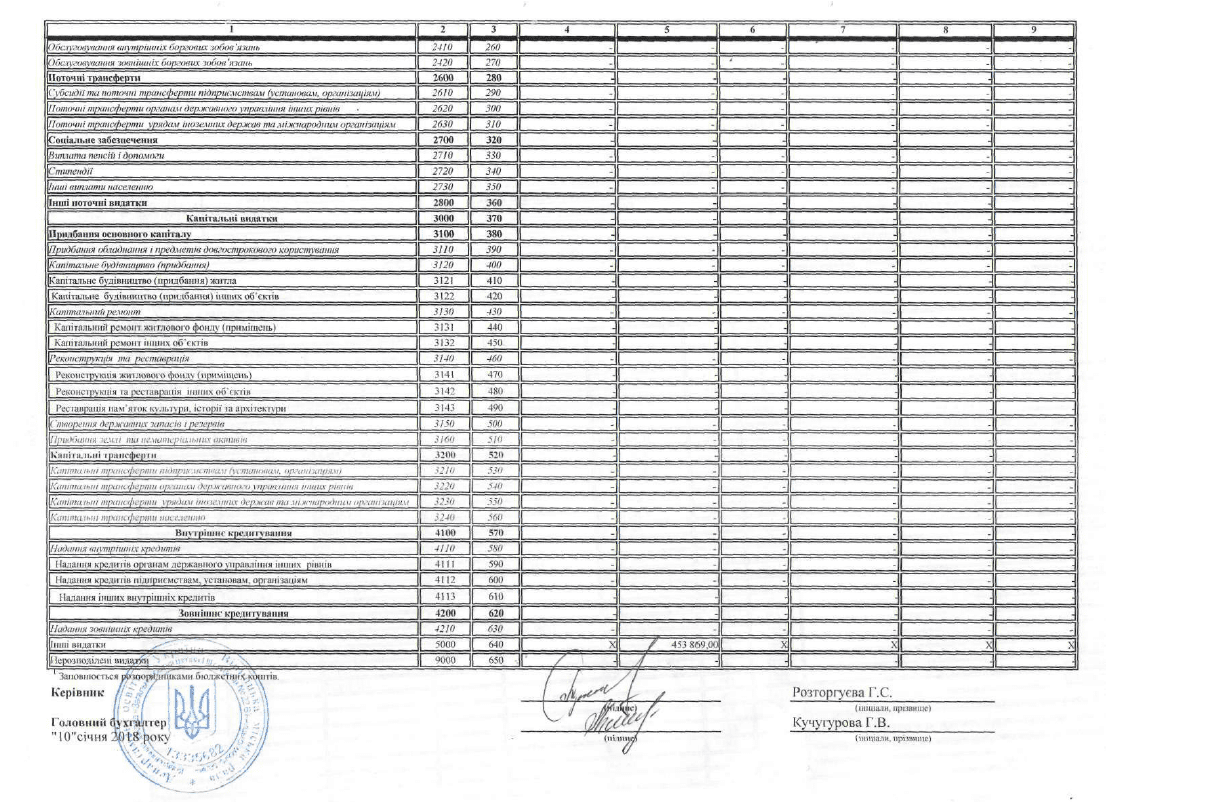 1 2 3 4 5 6 7 8 9
Обслуговування внутрішніх боргових зобов'язань 2410 260 - - - - - -
Обслуговування зовнішніх боргових зобов'язань 2420 270 - - - - - -
Поточні трансферти 2600 280 - - - - - -
Субсидії та поточні трансферти підприємствам (установам, організаціям) 2610 290 - - - - - -
Поточні трансферти органам державного управління інших рівнів 2620 300 - - - - - -
Поточні трансферти урядам іноземних держав та міжнародним організаціям 2630 310 - - - - - -
Соціальне забезпечення 2700 320 - - - - - -
Виплата пенсій і допомоги 2710 330 - - - - - -
Стипендії 2720 340 - - - - - -
Інші виплати населенню 2730 350 - - - - - -
Інші поточні видатки 2800 360 - - - - - -
Капітальні видатки 3000 370 - - - - - -
Придбання основного капіталу 3100 380 - - - - - -
Придбання обладнання і предметів довгострокового користування 3110 390 - - - - - -
Капітальне будівництво (придбання) 3120 400 - - - - - -
Капітальне будівництво (придбання) житла 3121 410 - - - - - -
Капітальне будівництво (придбання) інших об'єктів 3122 420 - - - - - -
Капітальний ремонт 3130 430 - - - - - -
Капітальний ремонт житлового фонду (приміщень) 3131 440 - - - - - -
Капітальний ремонт інших об'єктів 3132 450 - - - - - -
Реконструкція та реставрація 3140 460 - - - - - -
Реконструкція житлового фонду (приміщень) 3141 470 - - - - - -
Реконструкція та реставрація інших об'єктів 3142 480 - - - - - -
Реставрація пам'яток культури, історії та архітектури 3143 490 - - - - - -
Створення державних запасів і резервів 3150 500 - - - - - -
Придбання землі та нематеріальних активів 3160 510 - - - - - -
Капітальні трансферти 3200 520 - - - - - -
Капітальні трансферти підприємствам (установам, організаціям) 3210 530 - - - - - -
Капітальні трансферти органам державного управління інших рівнів 3220 540 - - - - - -
Капітальні трансферти урядам іноземних держав та міжнародним організаціям 3230 550 - - - - - -
Капітальні трансферти населенню 3240 560 - - - - - -
Внутрішнє кредитування 4100 570 - - - - - -
Надання внутрішніх кредитів 4110 580 - - - - - -
Надання кредитів органам державного управління інших рівнів 4111 590 - - - - - -
Надання кредитів підприємствам, установам, організаціям 4112 600 - - - - - -
Надання інших внутрішніх кредитів 4113 610 - - - - - -
Зовнішнє кредитування 4200 620 - - - - - -
Надання зовнішніх кредитів 4210 630 - - - - - -
Інші видатки 5000 640 X 453 869,00 X X X X
Нерозподілені видатки 9000 650 - - - - - -
1 Заповнюється розпорядниками бюджетних коштів.
Керівник Розторгуєва Г.С.
(підпис) (ініціали, прізвище)
Головний бухгалтер Кучугурова Г.В.
"10"січня 2018 року (підпис) (ініціали, прізвище)
13335682